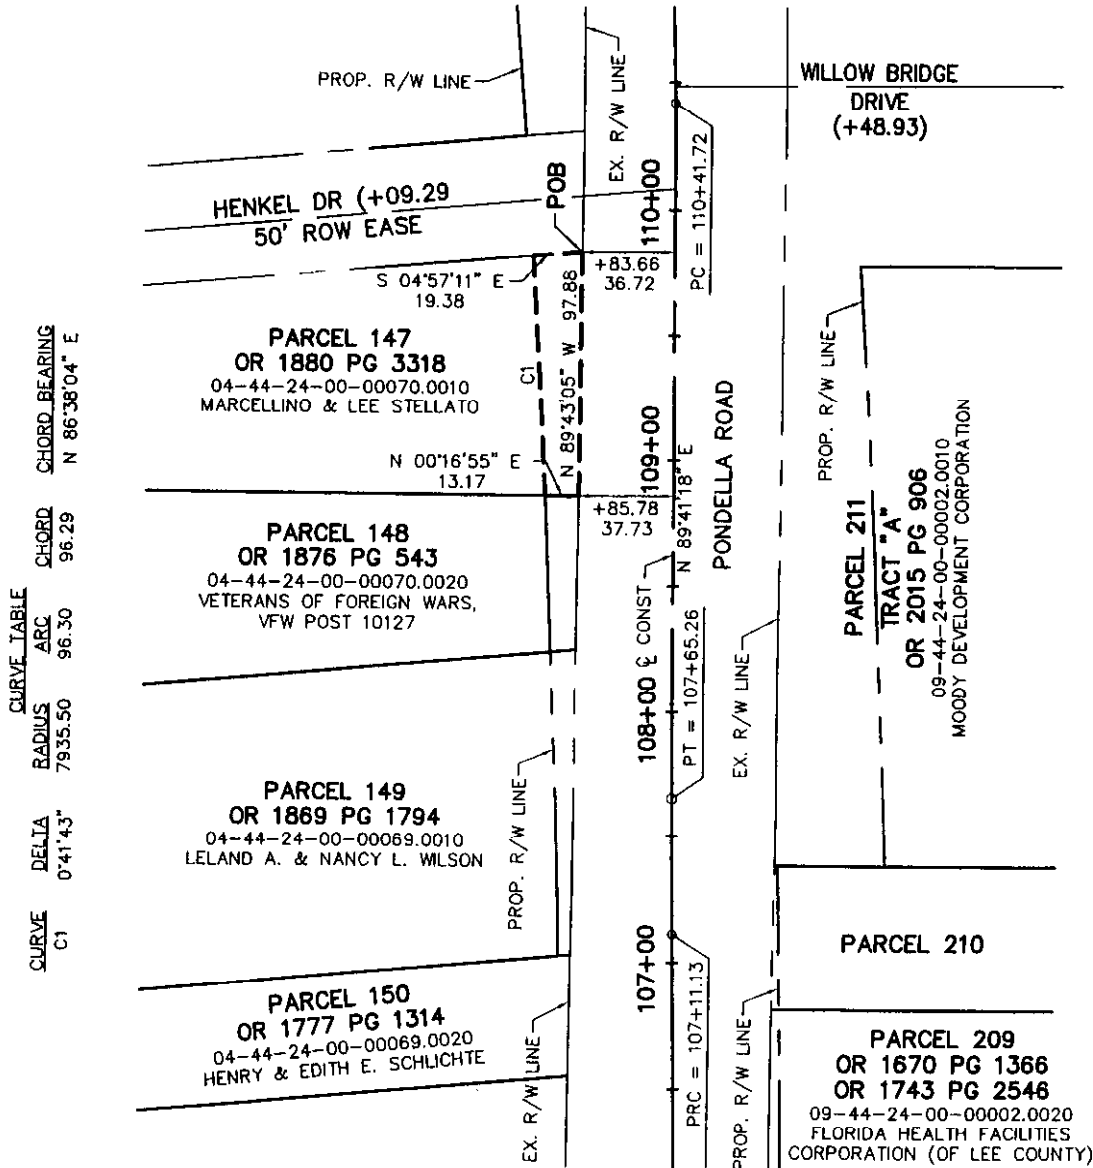 PROP. R/W LINE
EX. R/W LINE
WILLOW BRIDGE
DRIVE
(+48.93)
HENKEL DR (+09.29
50' ROW EASE
POB
110+00
PC = 110+41.72
S 04°57'11" E
19.38
+83.66
36.72
PARCEL 147
OR 1880 PG 3318
04-44-24-00-00070.0010
MARCELLINO & LEE STELLATO
C1
N 89°43'05" W 97.88
N 00°16'55" E
13.17
109+00
+85.78
37.73
N 89°41'18" E
PONDELLA ROAD
PROP. R/W LINE
PARCEL 211
TRACT "A"
OR 2015 PG 906
09-44-24-00-00002.0010
MOODY DEVELOPMENT CORPORATION
PARCEL 148
OR 1876 PG 543
04-44-24-00-00070.0020
VETERANS OF FOREIGN WARS,
VFW POST 10127
108+00 ℄ CONST
PT = 107+65.26
EX. R/W LINE
PARCEL 149
OR 1869 PG 1794
04-44-24-00-00069.0010
LELAND A. & NANCY L. WILSON
PROP. R/W LINE
107+00
PRC = 107+11.13
PARCEL 210
PARCEL 150
OR 1777 PG 1314
04-44-24-00-00069.0020
HENRY & EDITH E. SCHLICHTE
EX. R/W LINE
PROP. R/W LINE
PARCEL 209
OR 1670 PG 1366
OR 1743 PG 2546
09-44-24-00-00002.0020
FLORIDA HEALTH FACILITIES
CORPORATION (OF LEE COUNTY)
CURVE TABLE
CURVE DELTA RADIUS ARC CHORD CHORD BEARING
C1 0°41'43" 7935.50 96.30 96.29 N 86°38'04" E